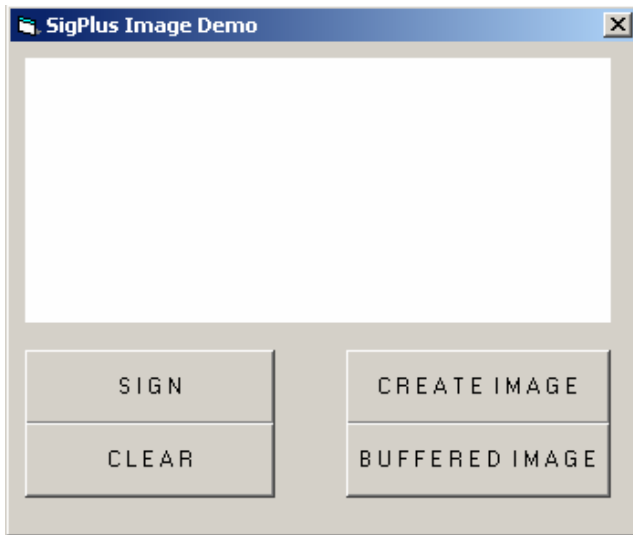 SigPlus Image Demo
SIGN
CREATE IMAGE
CLEAR
BUFFERED IMAGE